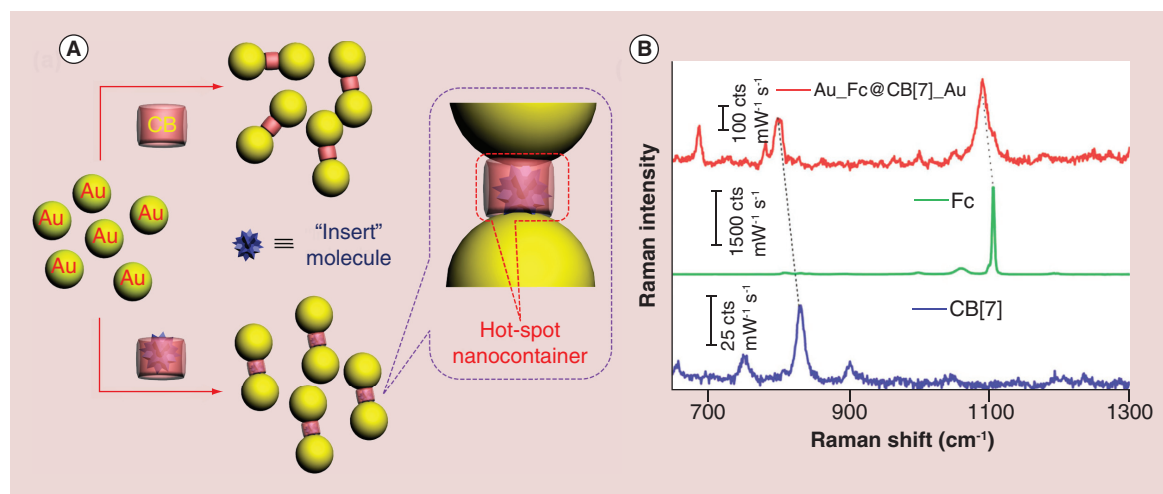 A
CB
Au
Au
Au
Au
Au
Au
"Insert"
molecule
≡
Hot-spot
nanocontainer
B
Raman intensity
100 cts
mW⁻¹ s⁻¹
Au_Fc@CB[7]_Au
1500 cts
mW⁻¹ s⁻¹
Fc
25 cts
mW⁻¹ s⁻¹
CB[7]
700
900
1100
1300
Raman shift (cm⁻¹)